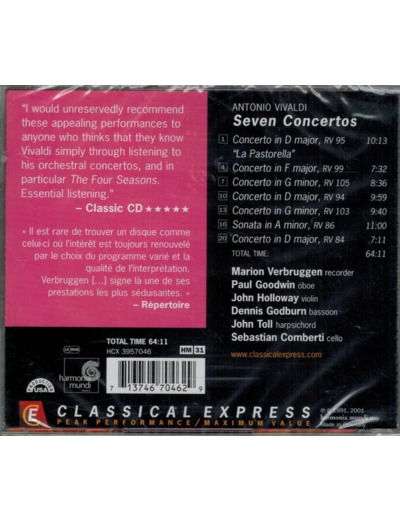 "I would unreservedly recommend
these appealing performances to
anyone who thinks that they know
Vivaldi simply through listening to
his orchestral concertos, and in
particular The Four Seasons.
Essential listening."
– Classic CD ★★★★★
« Il est rare de trouver un disque comme
celui-ci où l'intérêt est toujours renouvelé
par le choix du programme varié et la
qualité de l'interprétation.
Verbruggen [...] signe là une de ses
prestations les plus séduisantes. »
– Répertoire
ANTONIO VIVALDI
Seven Concertos
1 Concerto in D major, RV 95 10:13
"La Pastorella"
Concerto in F major, RV 99 7:32
7 Concerto in G minor, RV 105 8:36
10 Concerto in D major, RV 94 9:59
13 Concerto in G minor, RV 103 9:40
16 Sonata in A minor, RV 86 11:00
20 Concerto in D major, RV 84 7:11
TOTAL TIME: 64:11
Marion Verbruggen recorder
Paul Goodwin oboe
John Holloway violin
Dennis Godburn bassoon
John Toll harpsichord
Sebastian Comberti cello
www.classicalexpress.com
TOTAL TIME 64:11
HCX 3957046
HM 31
USA
harmonia
mundi
7 13746 70462 9
CE CLASSICAL EXPRESS
PEAK PERFORMANCE/MAXIMUM VALUE
℗ © 1991, 2001
harmonia mundi usa
Made in Germany